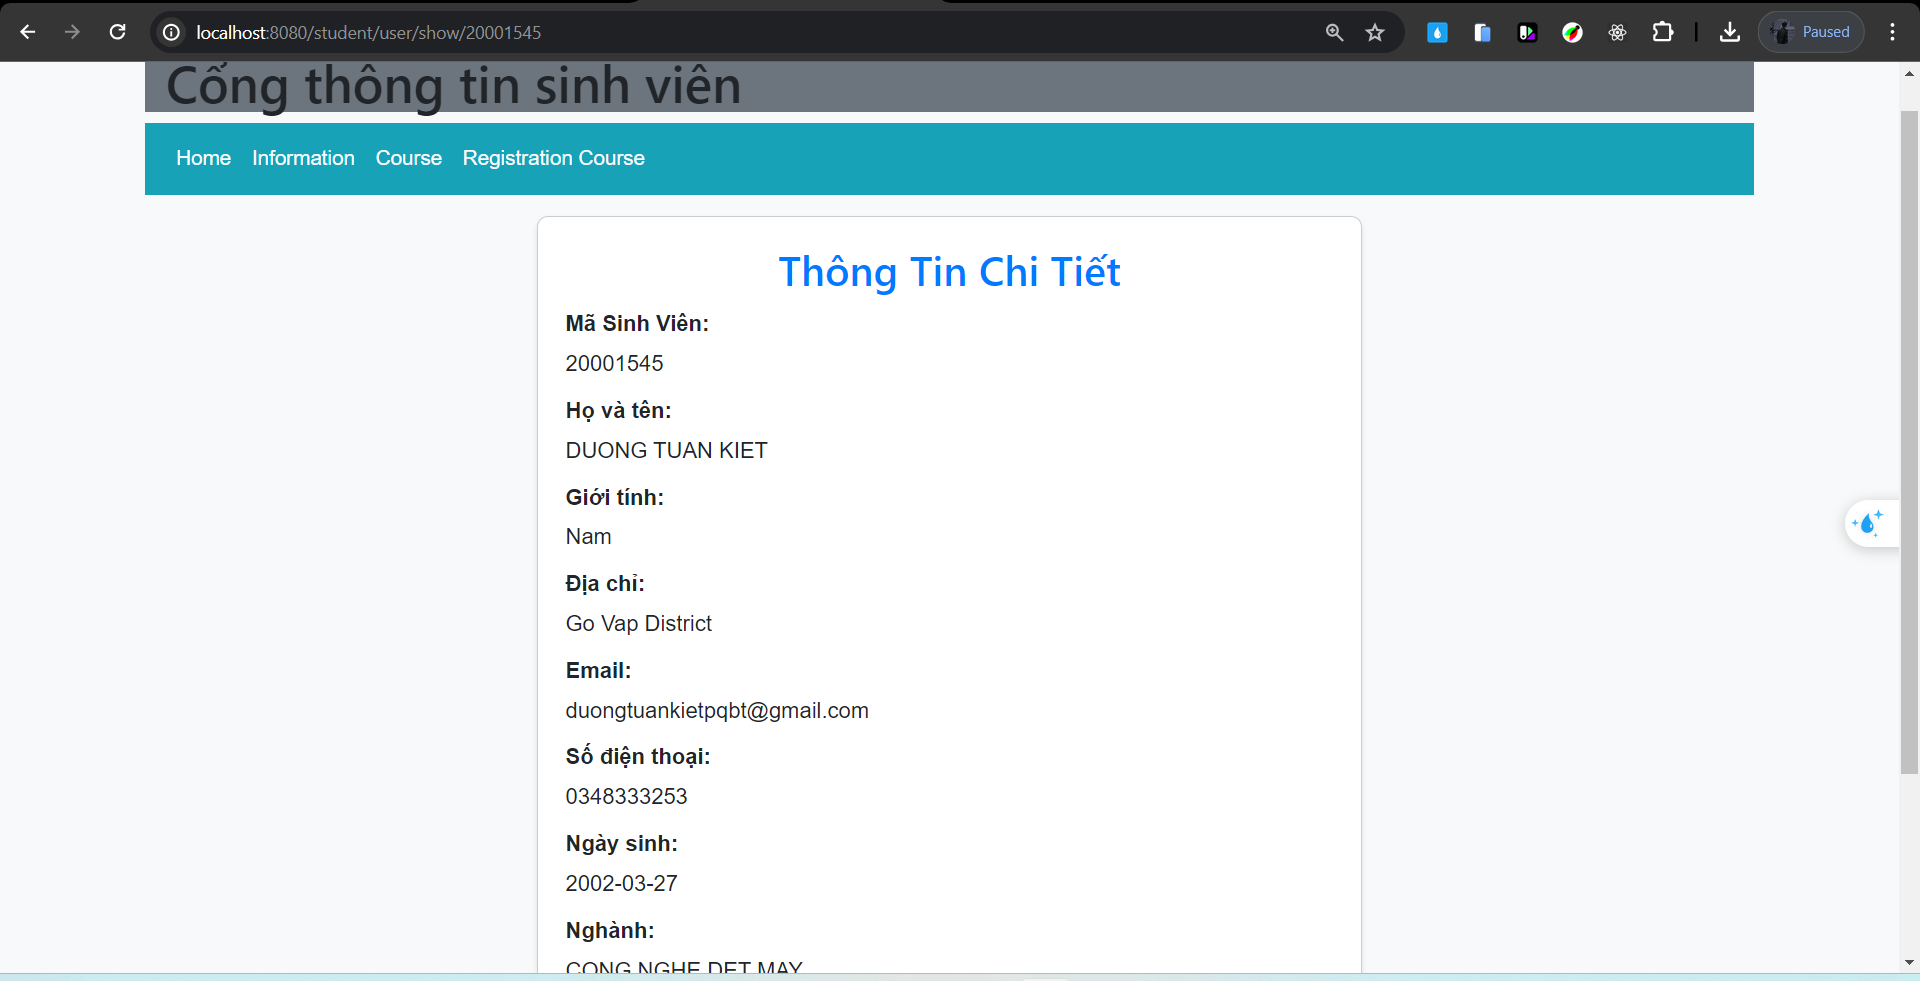 localhost:8080/student/user/show/20001545
Paused
Cổng thông tin sinh viên
Home Information Course Registration Course
Thông Tin Chi Tiết
Mã Sinh Viên:
20001545
Họ và tên:
DUONG TUAN KIET
Giới tính:
Nam
Địa chỉ:
Go Vap District
Email:
duongtuankietpqbt@gmail.com
Số điện thoại:
0348333253
Ngày sinh:
2002-03-27
Nghành:
CONG NGHE DET MAY